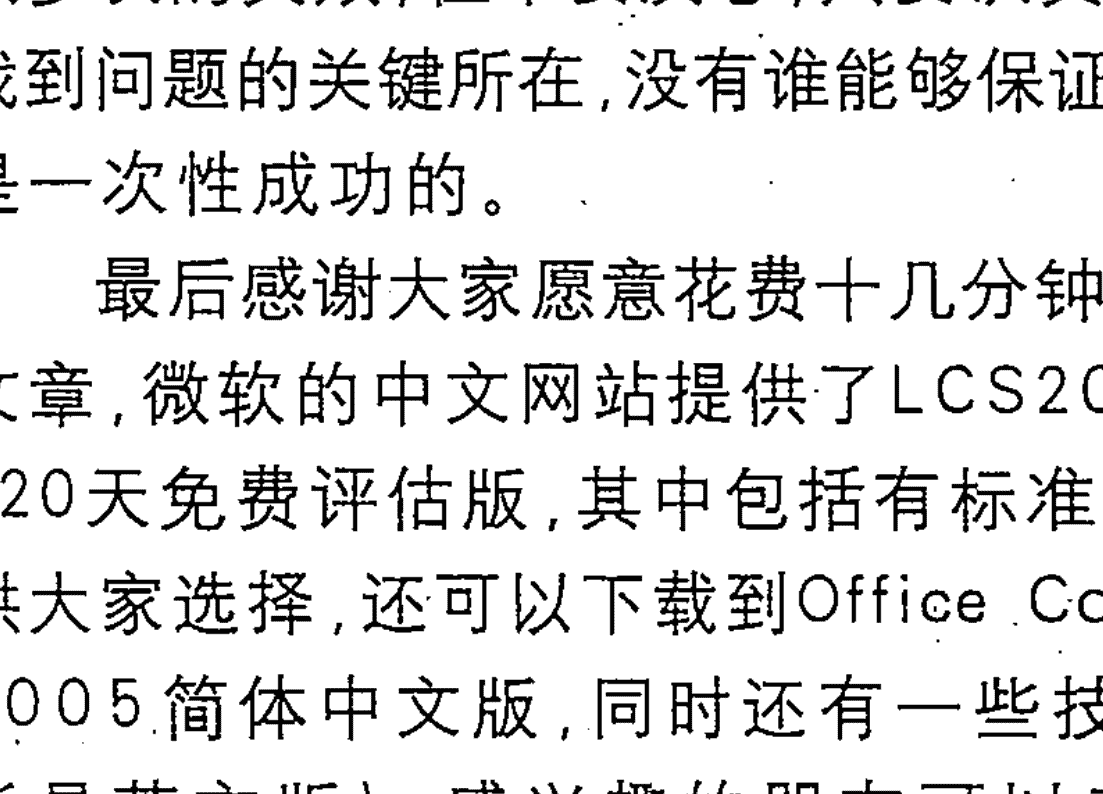 到问题的关键所在,没有谁能够保证
是一次性成功的。
最后感谢大家愿意花费十几分钟
文章,微软的中文网站提供了LCS20
20天免费评估版,其中包括有标准
供大家选择,还可以下载到Office Co
005简体中文版,同时还有一些技